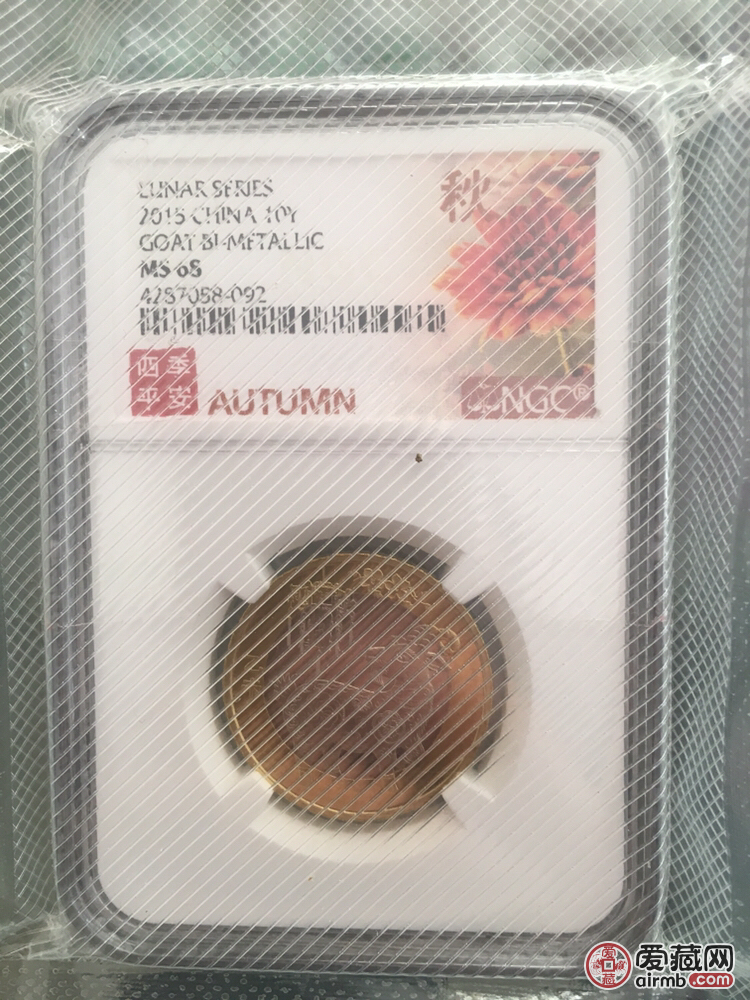 LUNAR SERIES
2015 CHINA 10Y
GOAT BI-METALLIC
MS 68
4287088-092
秋
四季
平安
AUTUMN
NGC®
爱藏网
airmb.com